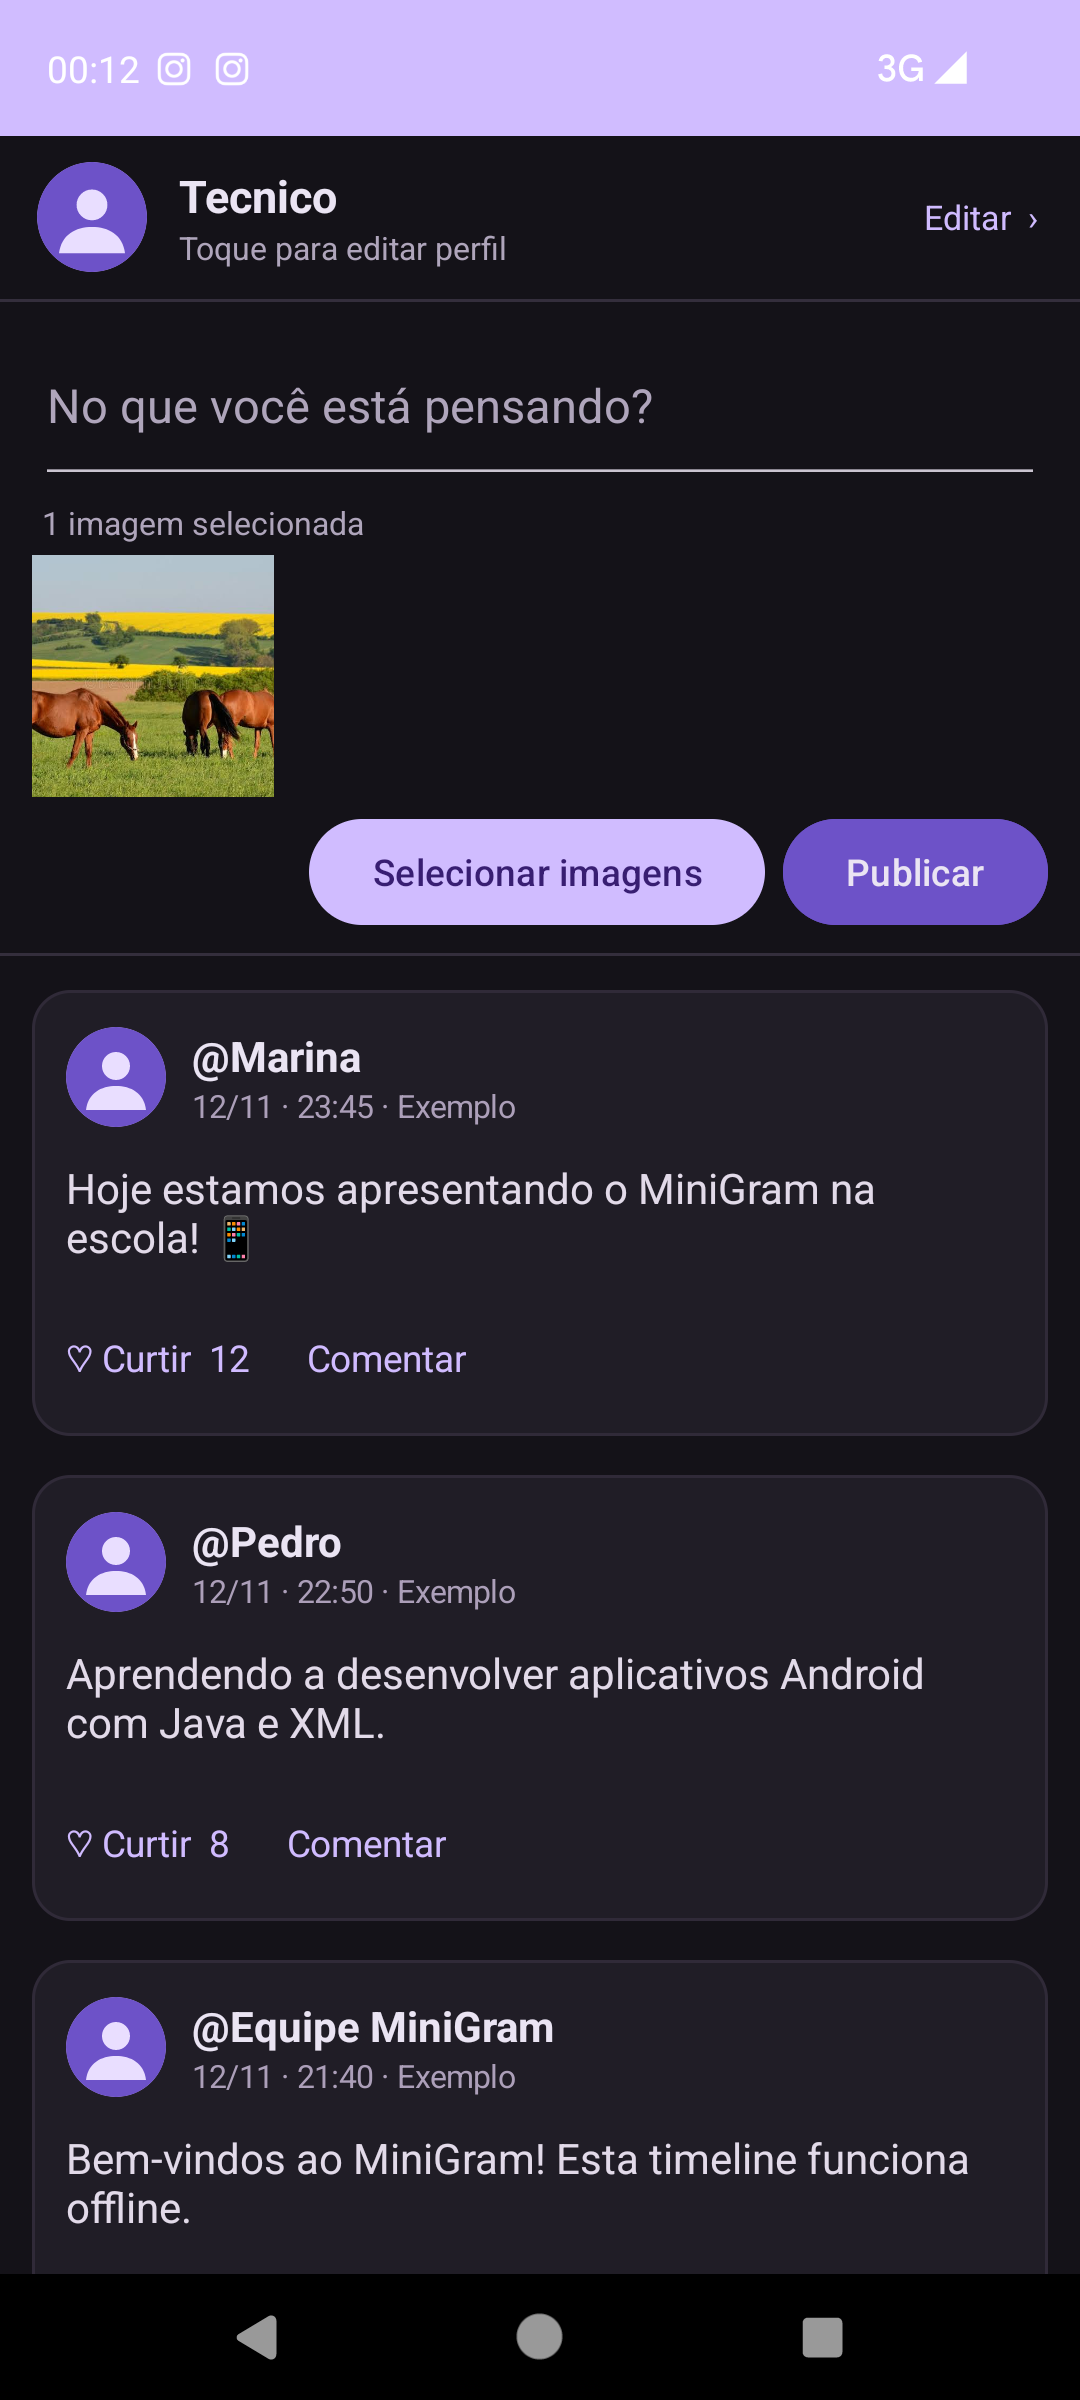 00:12 3G
Tecnico
Toque para editar perfil
Editar ›
No que você está pensando?
1 imagem selecionada
Selecionar imagens
Publicar
@Marina
12/11 · 23:45 · Exemplo
Hoje estamos apresentando o MiniGram na
escola! 📱
♡ Curtir 12 Comentar
@Pedro
12/11 · 22:50 · Exemplo
Aprendendo a desenvolver aplicativos Android
com Java e XML.
♡ Curtir 8 Comentar
@Equipe MiniGram
12/11 · 21:40 · Exemplo
Bem-vindos ao MiniGram! Esta timeline funciona
offline.